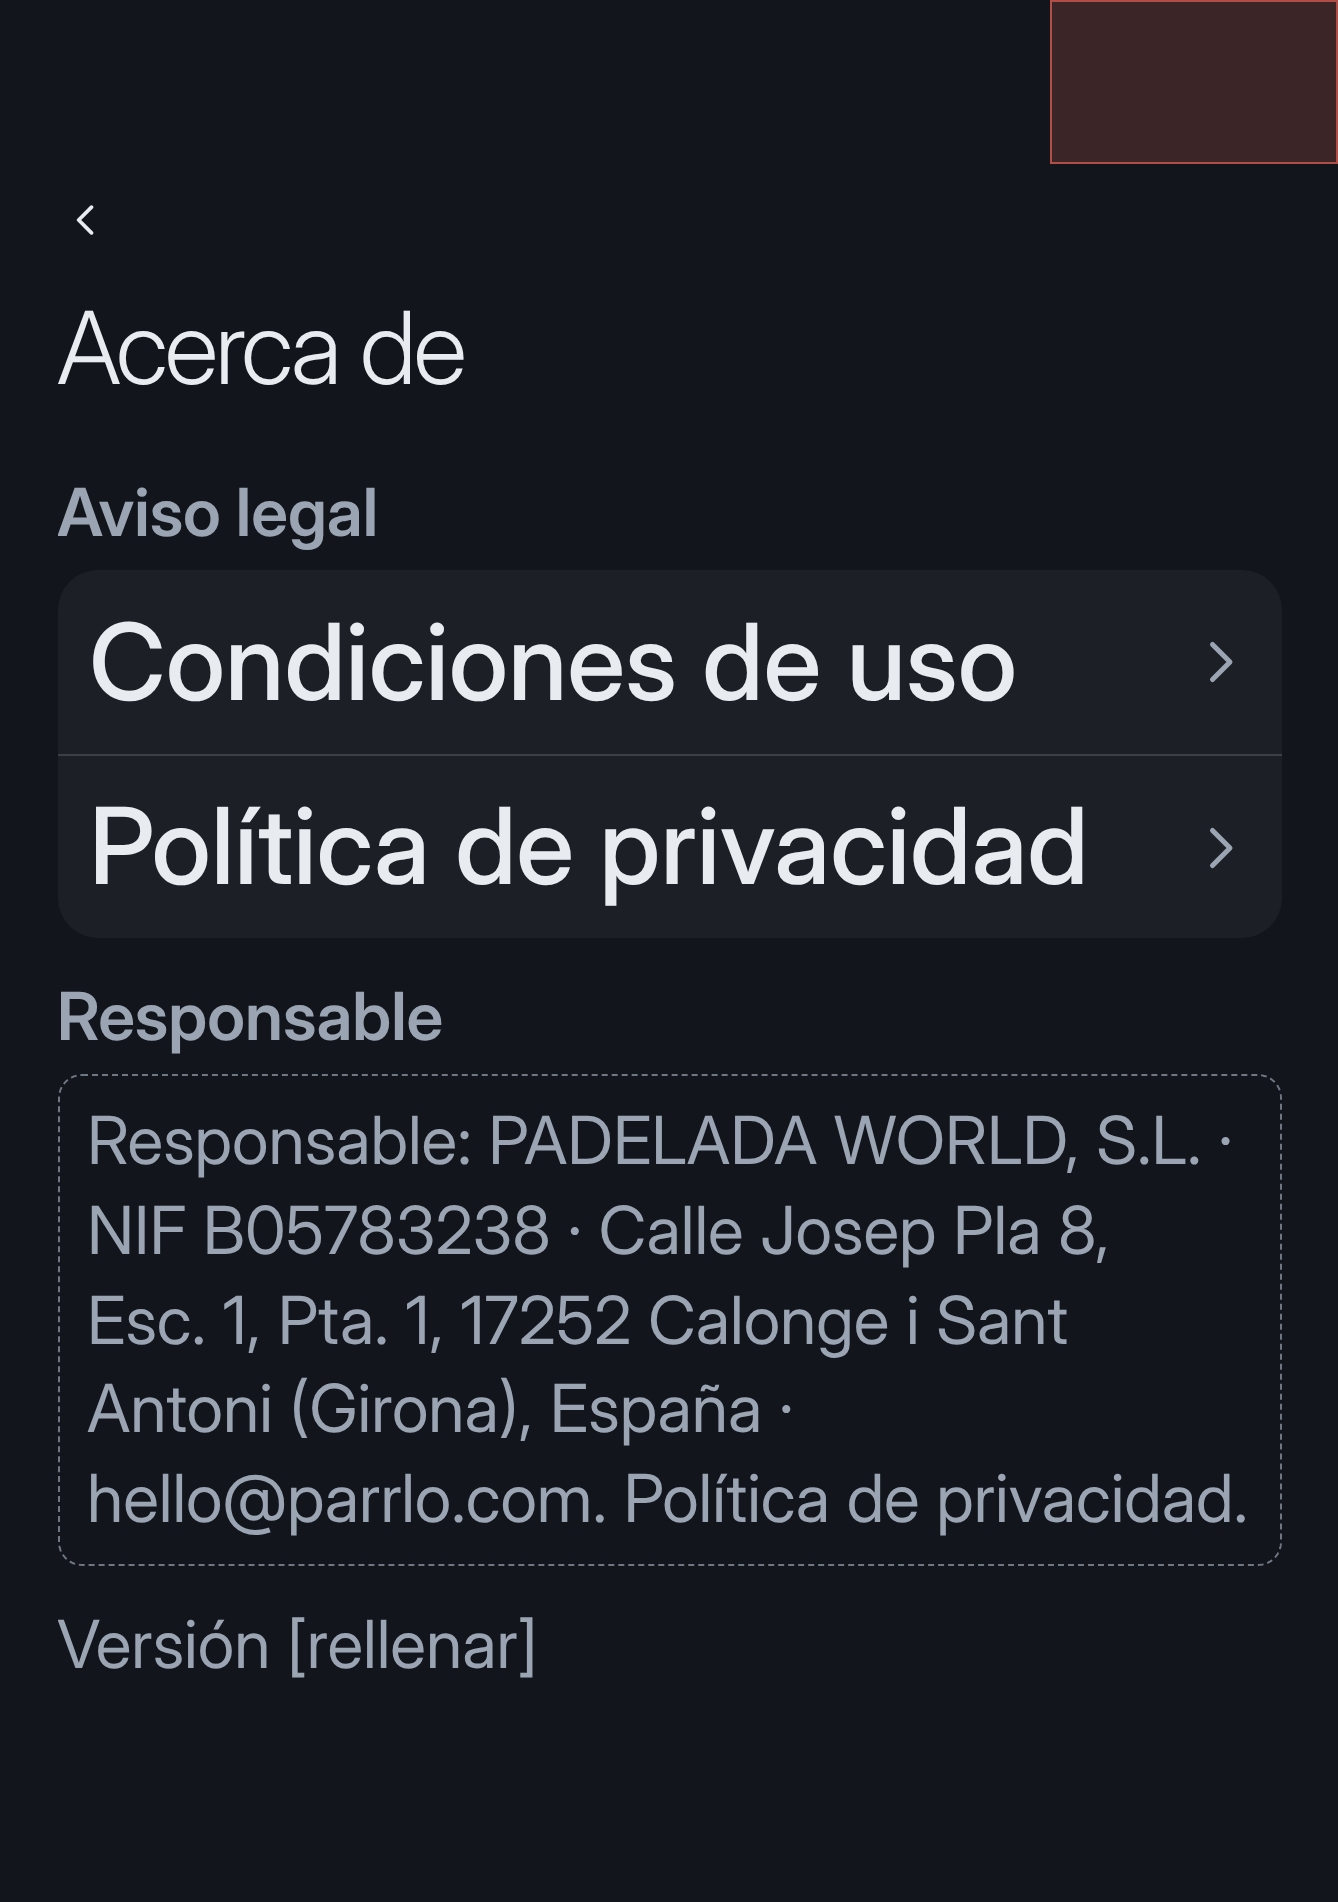 Acerca de
Aviso legal
Condiciones de uso
Política de privacidad
Responsable
Responsable: PADELADA WORLD, S.L. ·
NIF B05783238 · Calle Josep Pla 8,
Esc. 1, Pta. 1, 17252 Calonge i Sant
Antoni (Girona), España ·
hello@parrlo.com. Política de privacidad.
Versión [rellenar]